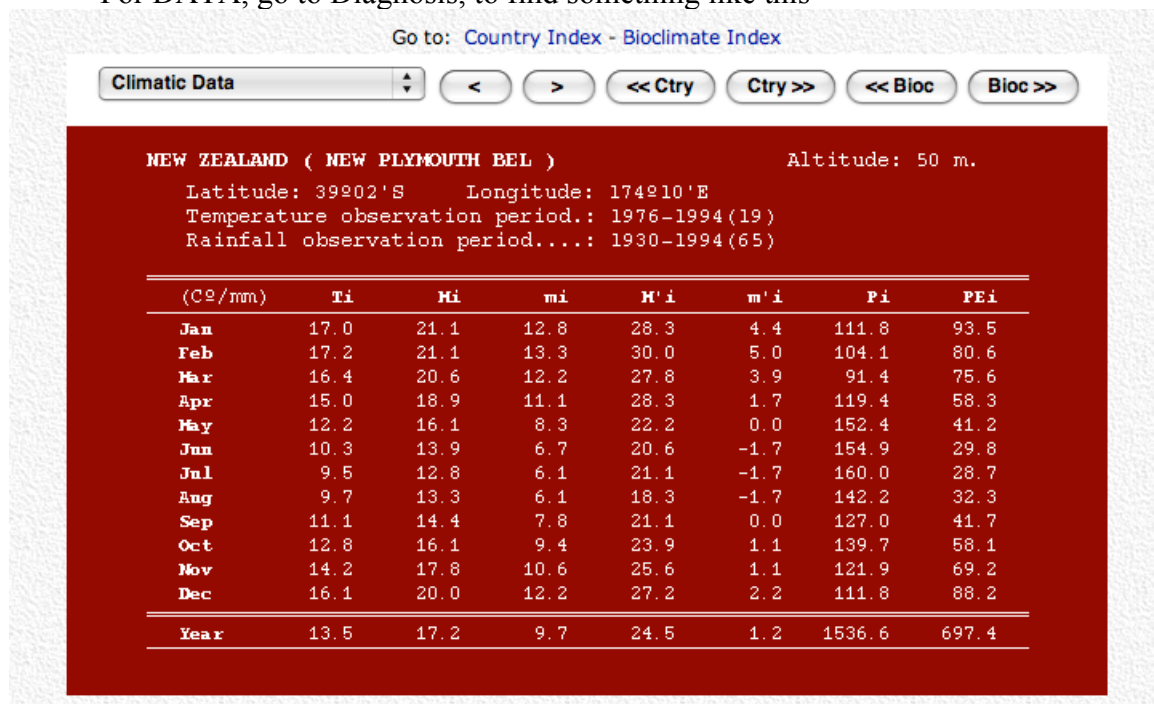 For DATA, go to Diagnosis, to find something like this
Go to: Country Index - Bioclimate Index
Climatic Data < > << Ctry Ctry >> << Bioc Bioc >>
NEW ZEALAND ( NEW PLYMOUTH BEL ) Altitude: 50 m.
Latitude: 39º02'S Longitude: 174º10'E
Temperature observation period.: 1976-1994(19)
Rainfall observation period....: 1930-1994(65)
(Cº/mm) Ti Mi mi M'i m'i Pi PEi
Jan 17.0 21.1 12.8 28.3 4.4 111.8 93.5
Feb 17.2 21.1 13.3 30.0 5.0 104.1 80.6
Mar 16.4 20.6 12.2 27.8 3.9 91.4 75.6
Apr 15.0 18.9 11.1 28.3 1.7 119.4 58.3
May 12.2 16.1 8.3 22.2 0.0 152.4 41.2
Jun 10.3 13.9 6.7 20.6 -1.7 154.9 29.8
Jul 9.5 12.8 6.1 21.1 -1.7 160.0 28.7
Aug 9.7 13.3 6.1 18.3 -1.7 142.2 32.3
Sep 11.1 14.4 7.8 21.1 0.0 127.0 41.7
Oct 12.8 16.1 9.4 23.9 1.1 139.7 58.1
Nov 14.2 17.8 10.6 25.6 1.1 121.9 69.2
Dec 16.1 20.0 12.2 27.2 2.2 111.8 88.2
Year 13.5 17.2 9.7 24.5 1.2 1536.6 697.4